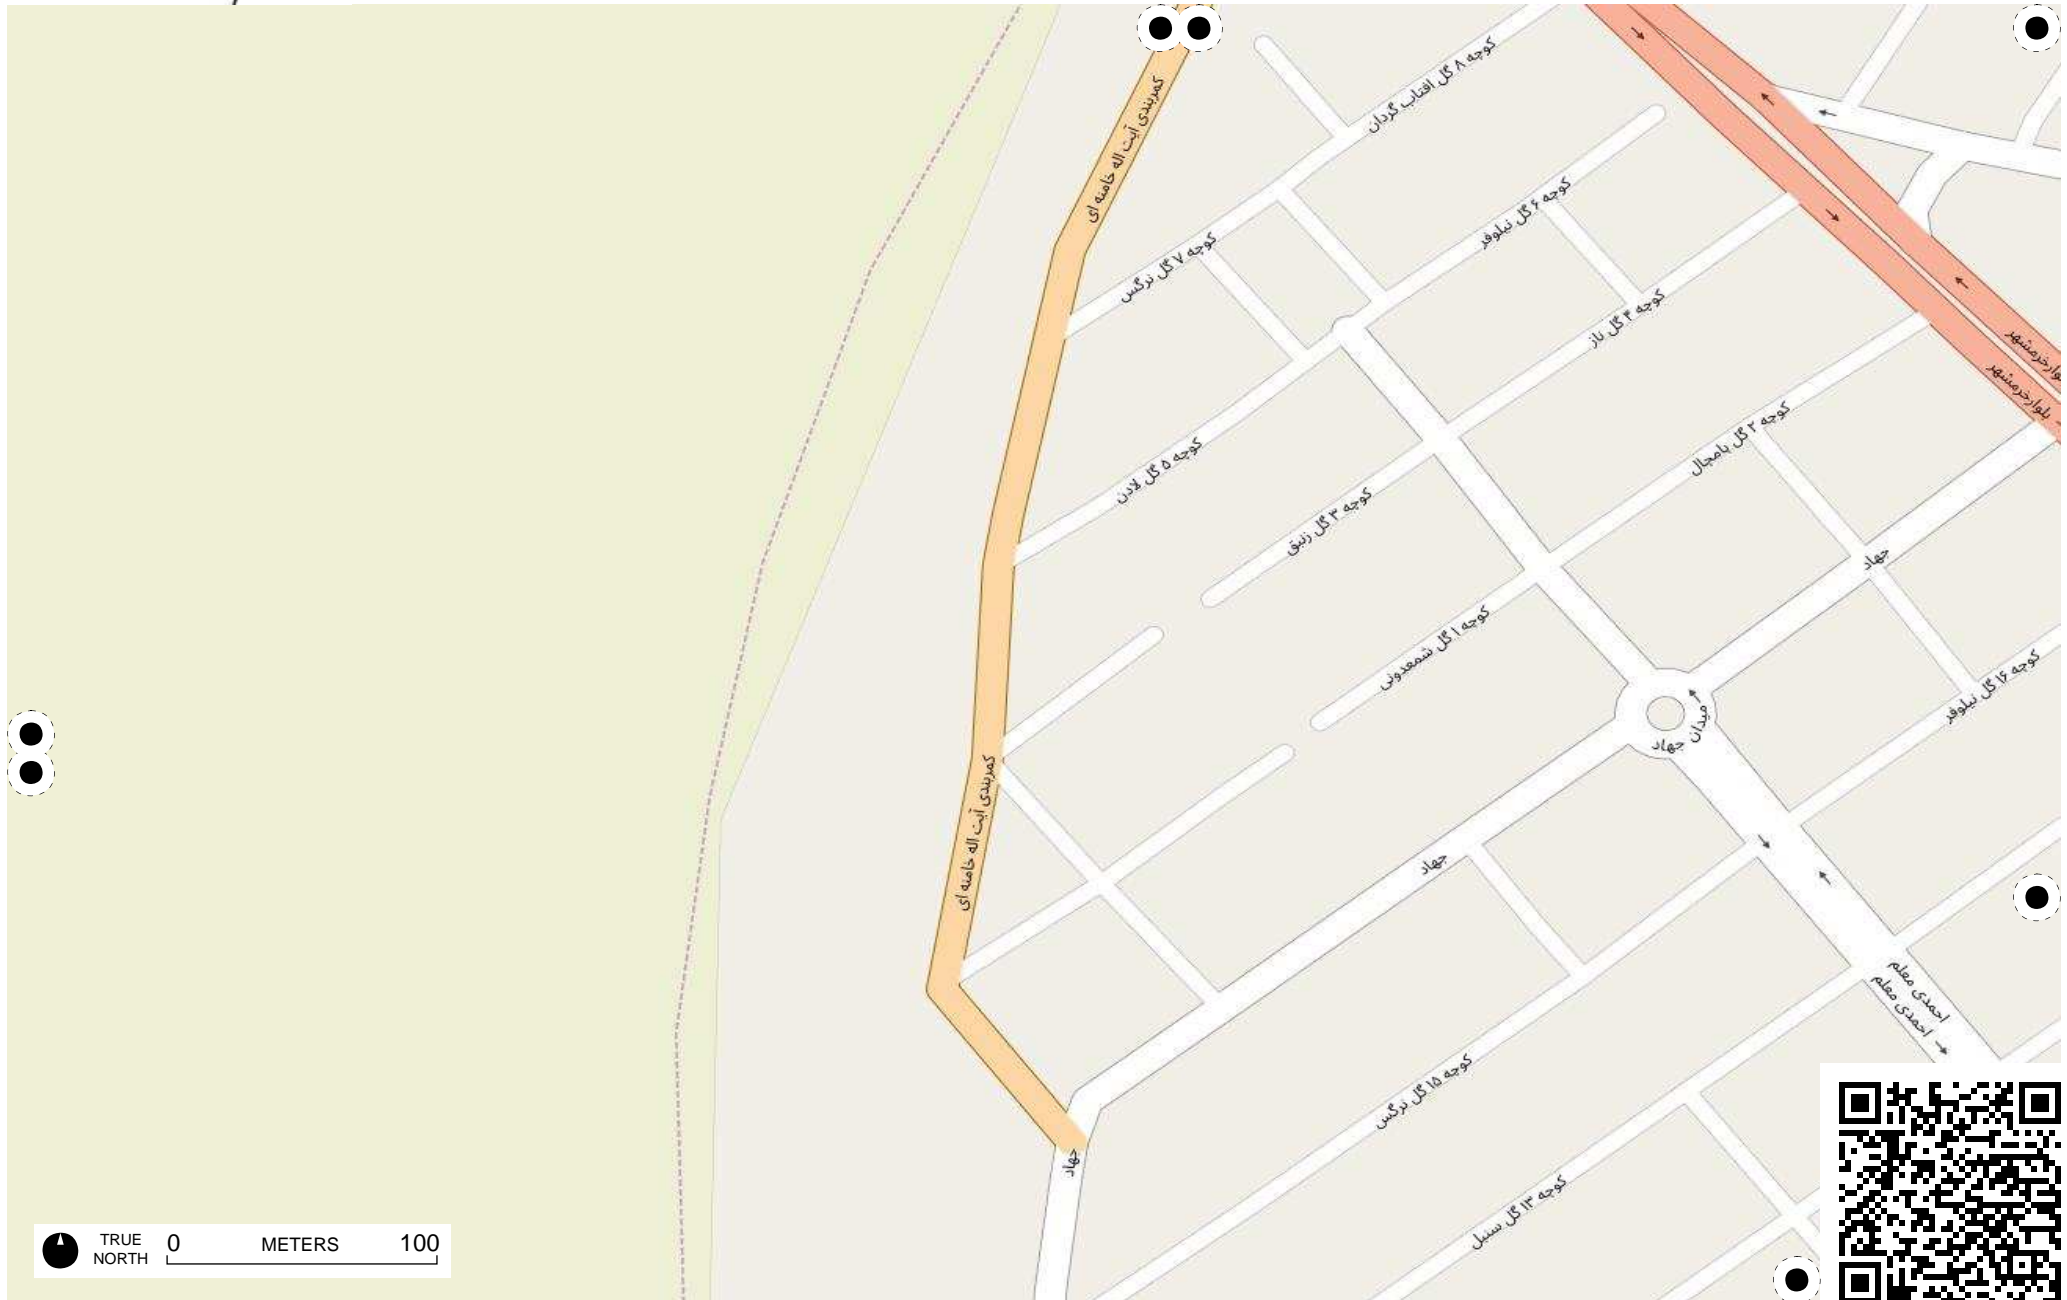 کوچه ۸ گل افتاب گردان
کمربندی آیت اله خامنه ای
کوچه ۶ گل نیلوفر
کوچه ۷ گل نرگس
کوچه ۴ گل ناز
بلوارخرمشهر
کوچه ۲ گل پامچال
کوچه ۵ گل لادن
کوچه ۳ گل زنبق
جهاد
کوچه ۱ گل شمعدونی
کوچه ۱۶ گل نیلوفر
میدان جهاد
کمربندی آیت اله خامنه ای
جهاد
احمدی معلم
احمدی معلم
کوچه ۱۵ گل نرگس
جهاد
کوچه ۱۳ گل سنبل
TRUE NORTH
0 METERS 100